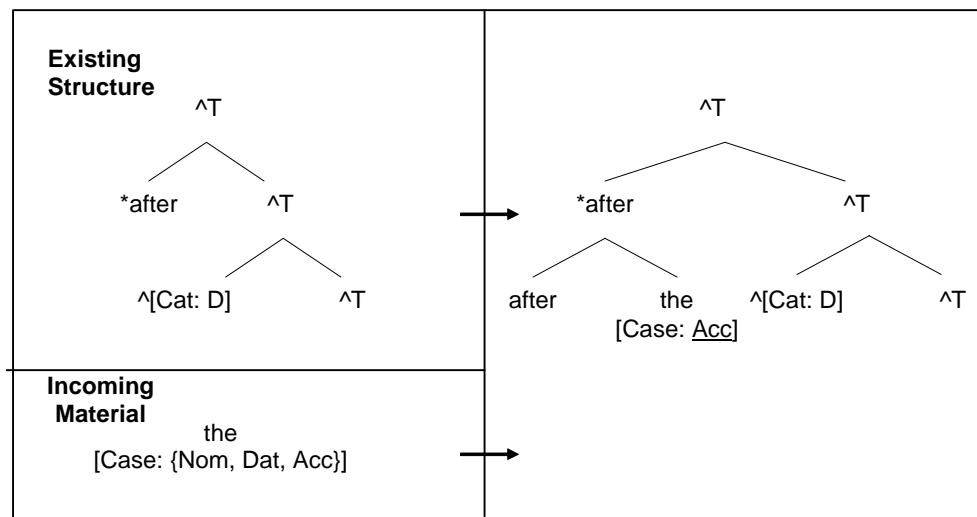 Existing
Structure
^T
*after ^T
^[Cat: D] ^T
Incoming
Material
the
[Case: {Nom, Dat, Acc}]
^T
*after ^T
after the ^[Cat: D] ^T
[Case: Acc]